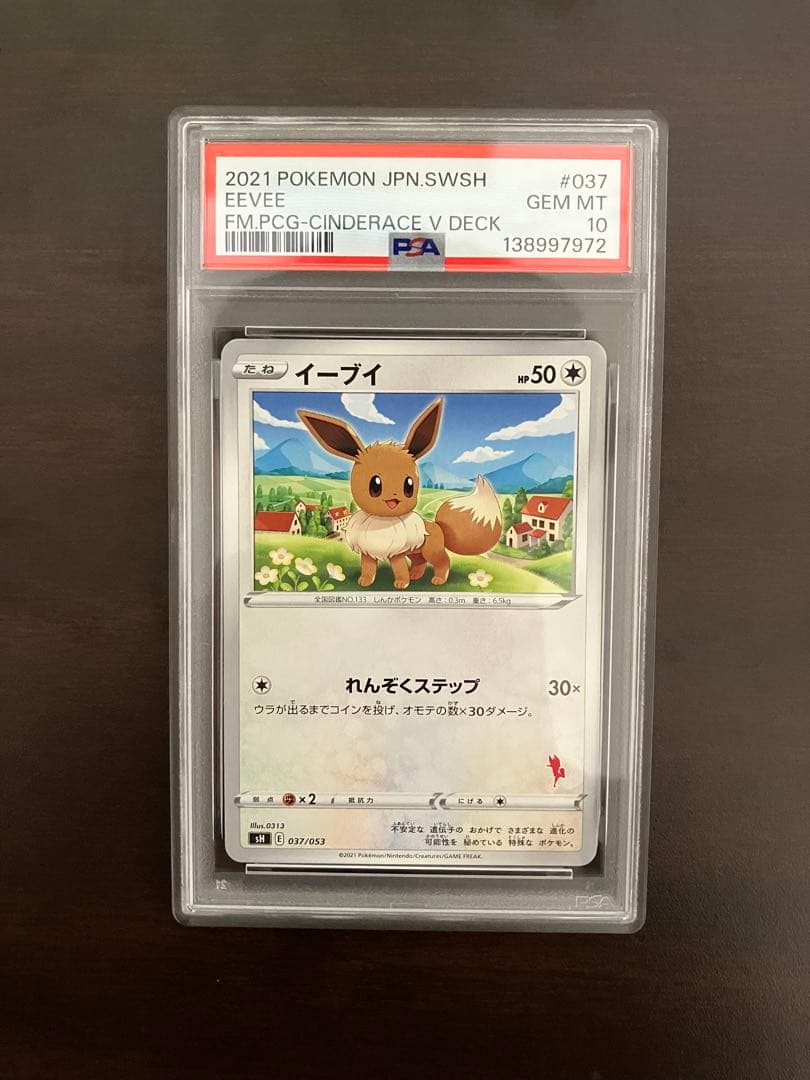 2021 POKEMON JPN.SWSH #037
EEVEE GEM MT
FM.PCG-CINDERACE V DECK 10
PSA 138997972
たね イーブイ HP 50
全国図鑑NO.133 しんかポケモン 高さ:0.3m 重さ:6.5kg
れんぞくステップ 30×
ウラが出るまでコインを投げ、オモテの数×30ダメージ。
弱点 ×2 抵抗力 にげる
Illus.0313
sH E 037/053
不安定な 遺伝子の おかげで さまざまな 進化の
可能性を 秘めている 特殊な ポケモン。
©2021 Pokémon/Nintendo/Creatures/GAME FREAK.
PSA